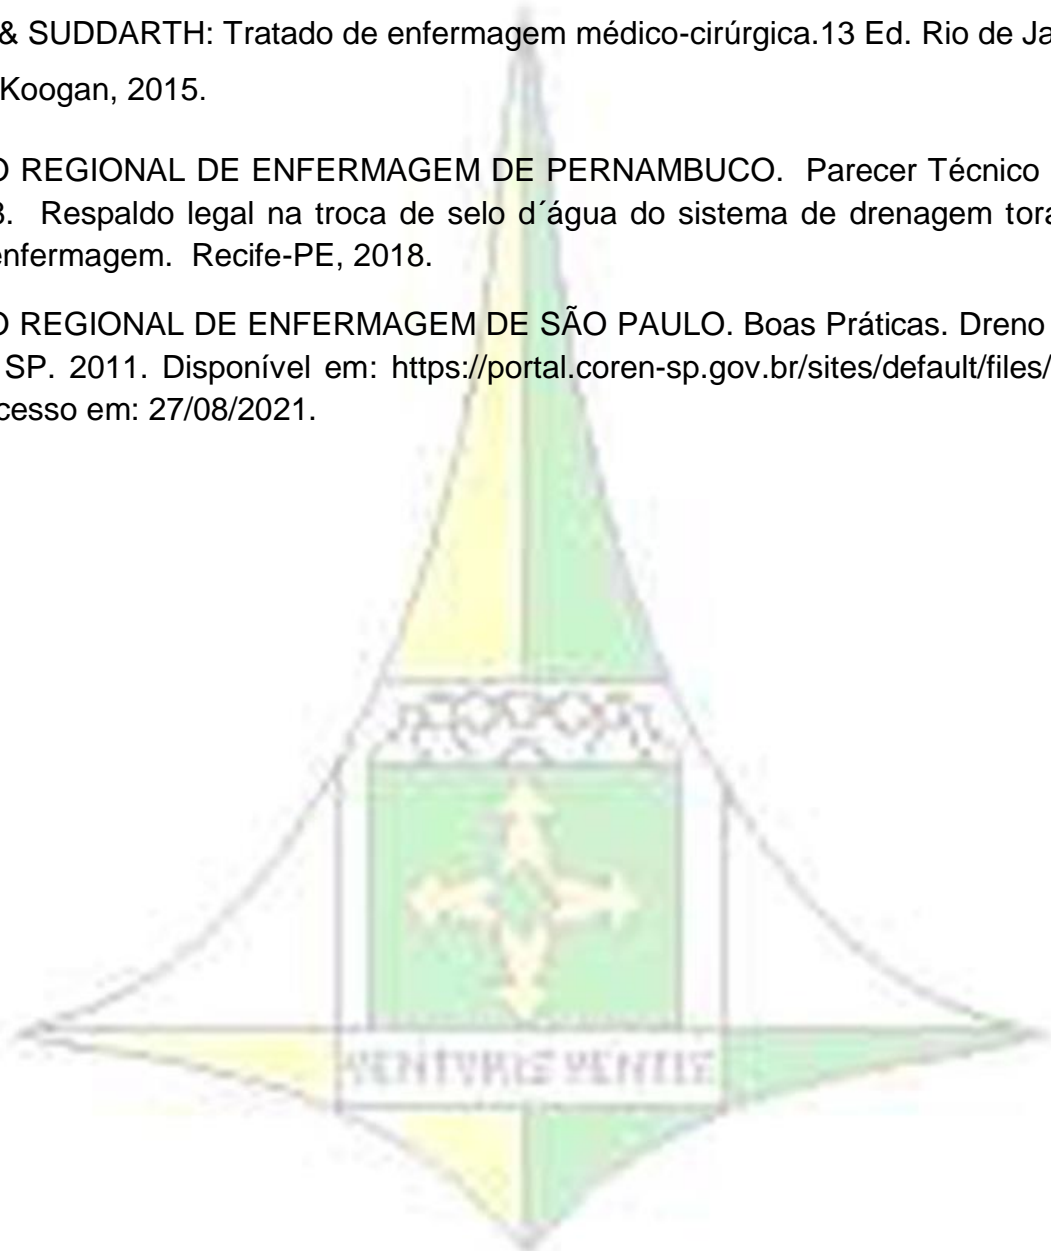 & SUDDARTH: Tratado de enfermagem médico-cirúrgica.13 Ed. Rio de Ja
Koogan, 2015.
O REGIONAL DE ENFERMAGEM DE PERNAMBUCO. Parecer Técnico
3. Respaldo legal na troca de selo d´água do sistema de drenagem tora
enfermagem. Recife-PE, 2018.
O REGIONAL DE ENFERMAGEM DE SÃO PAULO. Boas Práticas. Dreno
SP. 2011. Disponível em: https://portal.coren-sp.gov.br/sites/default/files/
cesso em: 27/08/2021.
VENTVRIS VENTIS